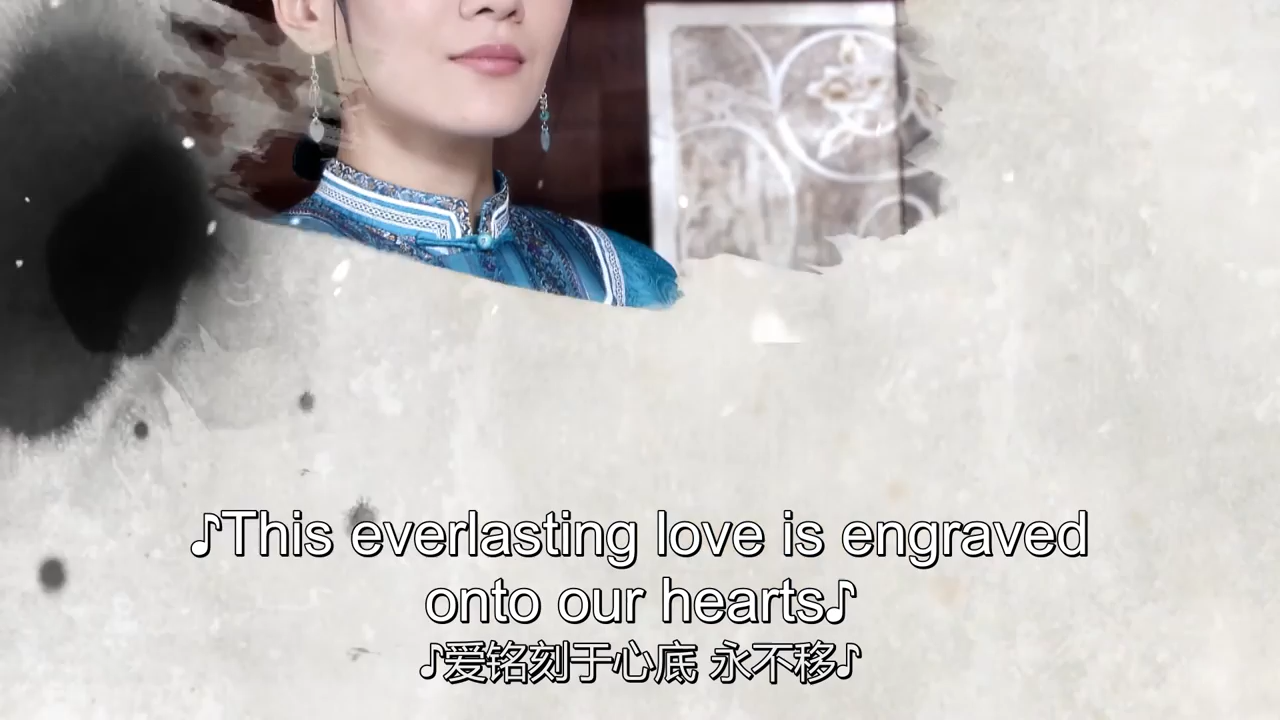 ♪This everlasting love is engraved
onto our hearts♪
♪爱铭刻于心底 永不移♪